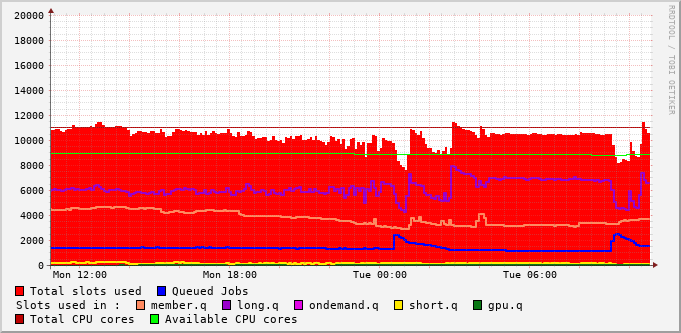 20000
18000
16000
14000
12000
10000
8000
6000
4000
2000
0
Mon 12:00 Mon 18:00 Tue 00:00 Tue 06:00
Total slots used Queued Jobs
Slots used in : member.q long.q ondemand.q short.q gpu.q
Total CPU cores Available CPU cores
RRDTOOL / TOBI OETIKER